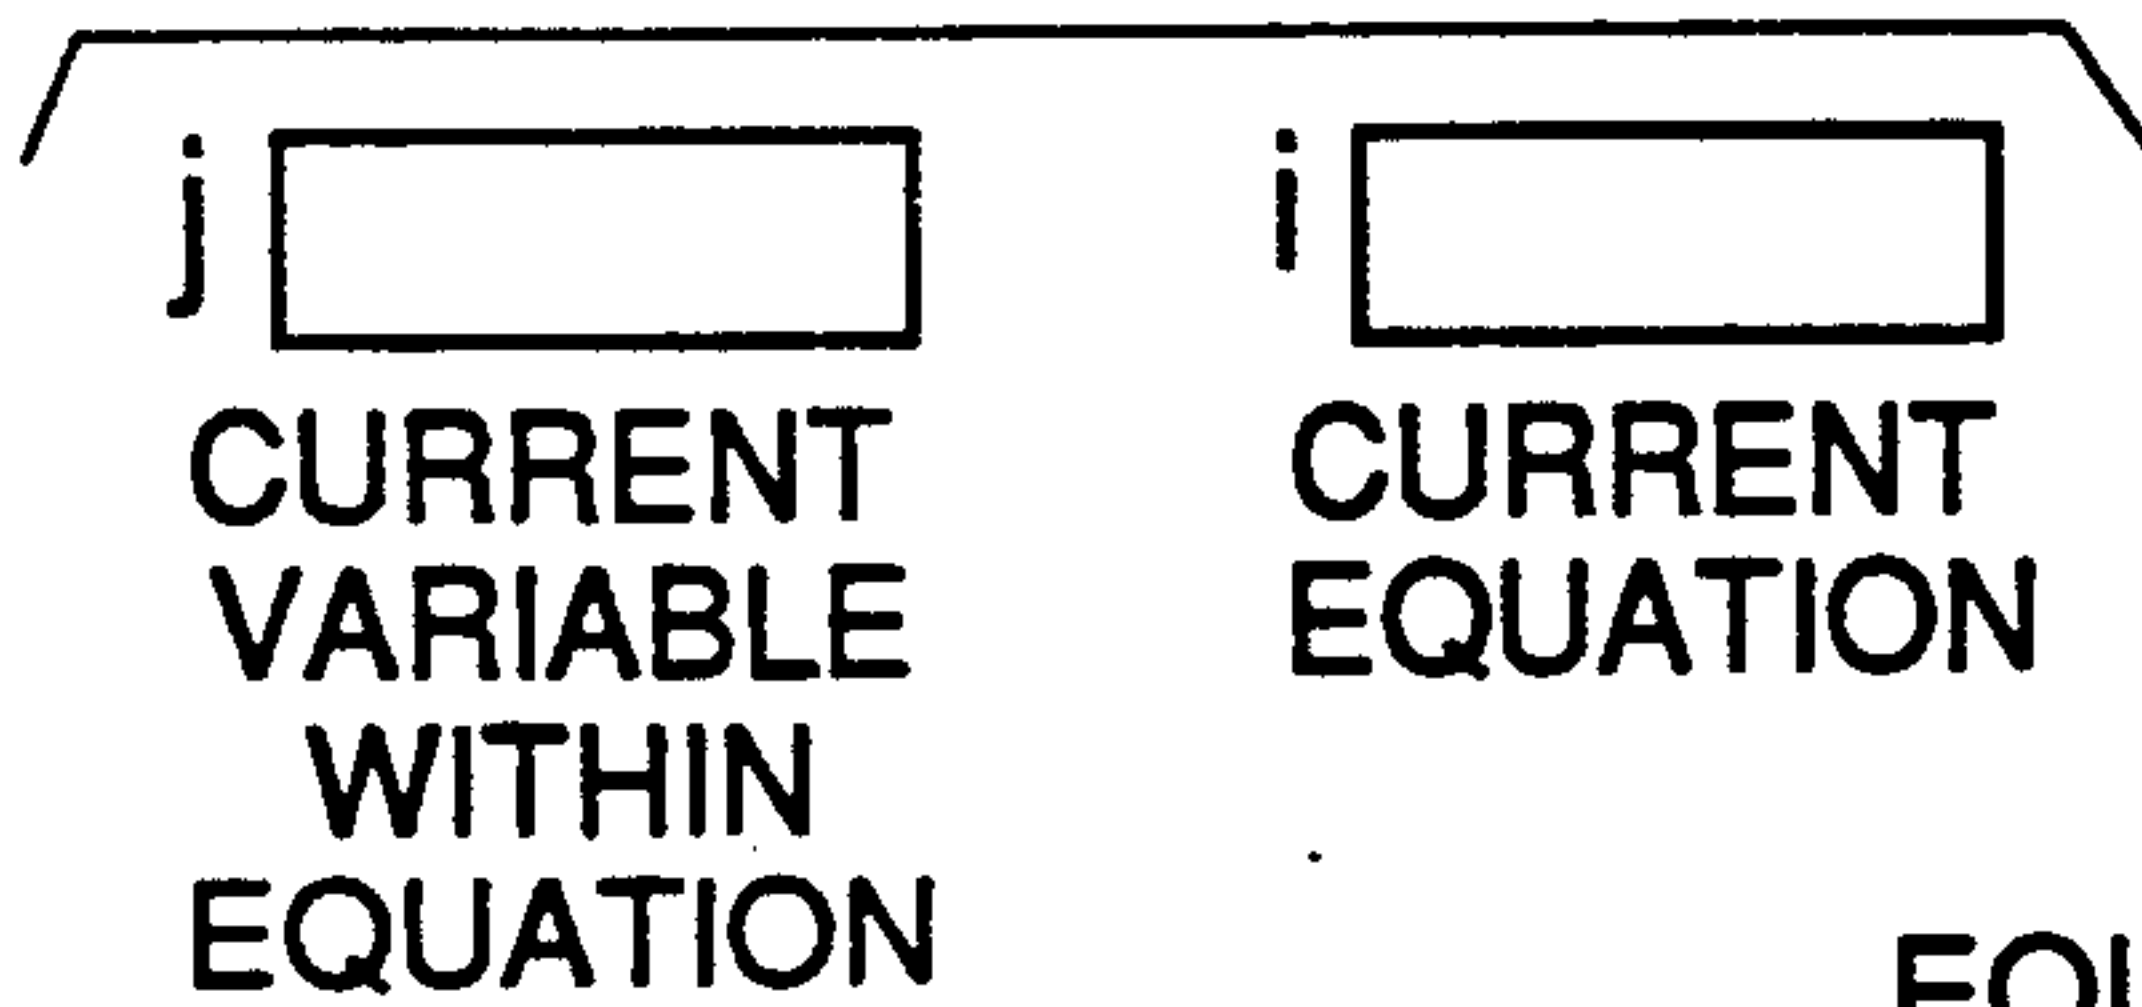 j
CURRENT
VARIABLE
WITHIN
EQUATION
i
CURRENT
EQUATION